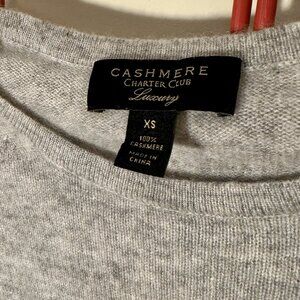 CASHMERE
CHARTER CLUB
Luxury
XS
100%
CASHMERE
MADE IN
CHINA